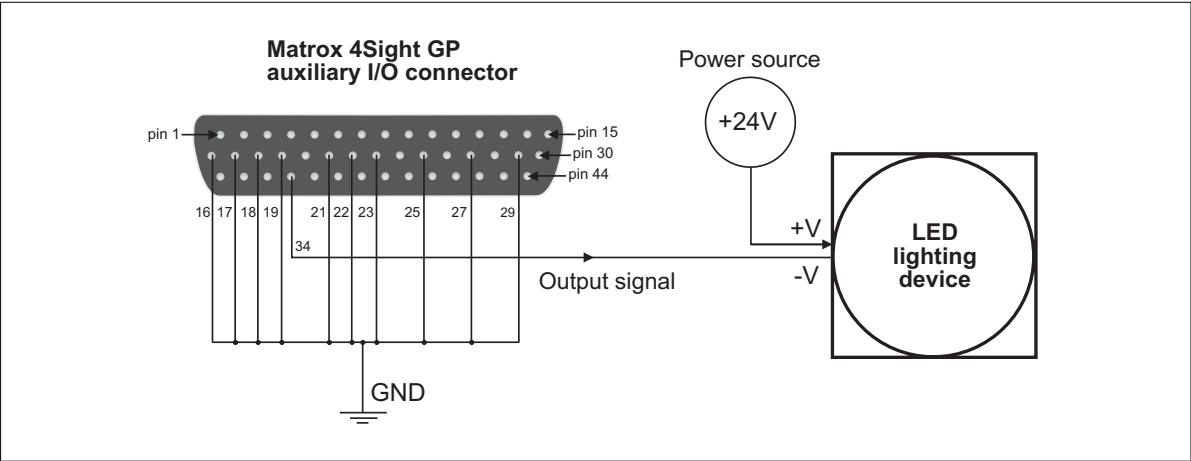 Matrox 4Sight GP
auxiliary I/O connector
Power source
+24V
pin 1
pin 15
pin 30
pin 44
16 17 18 19 21 22 23 25 27 29
34
+V
-V
Output signal
LED
lighting
device
GND